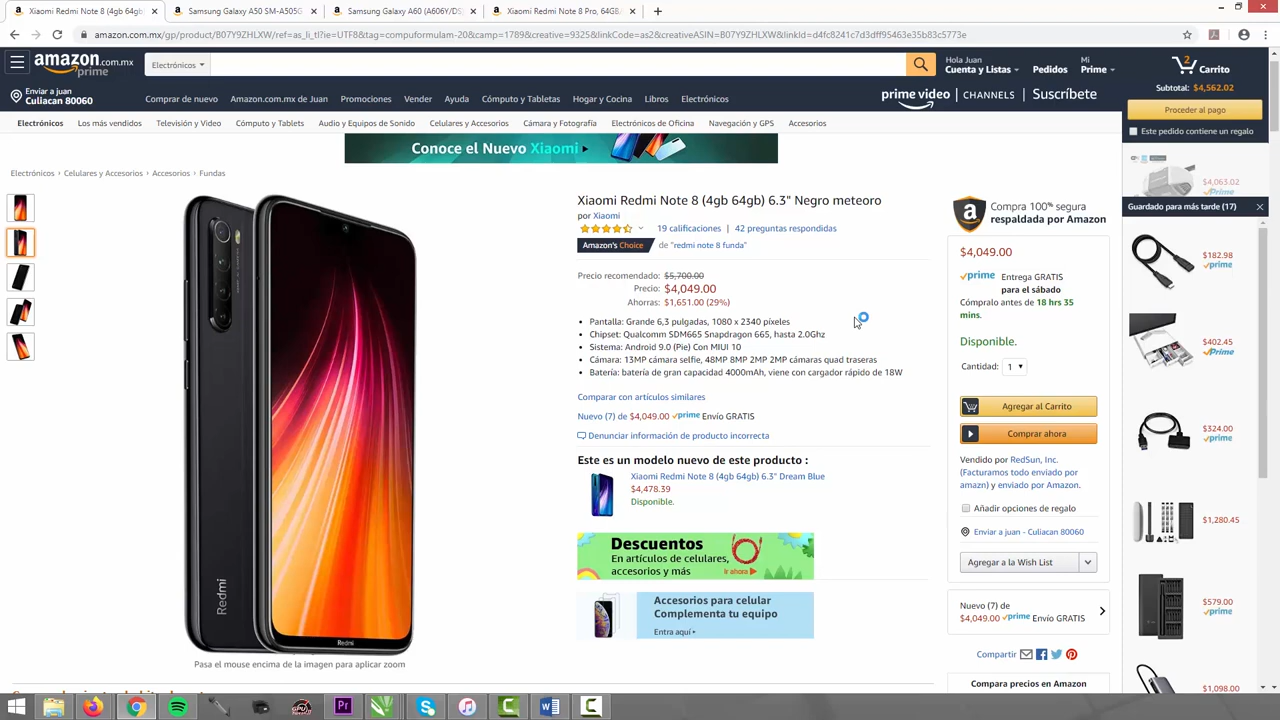 Xiaomi Redmi Note 8 (4gb 64gb)
Samsung Galaxy A50 SM-A505G
Samsung Galaxy A60 (A606Y/DS)
Xiaomi Redmi Note 8 Pro, 64GB
amazon.com.mx/gp/product/B07Y9ZHLXW/ref=as_li_tl?ie=UTF8&tag=compuformulam-20&camp=1789&creative=9325&linkCode=as2&creativeASIN=B07Y9ZHLXW&linkId=d4fc8241c7d3dff95463e35b83c5773e
amazon.com.mx
prime
Electrónicos
Hola Juan
Cuenta y Listas
Pedidos
Mi
Prime
2
Carrito
Enviar a juan
Culiacan 80060
Comprar de nuevo
Amazon.com.mx de Juan
Promociones
Vender
Ayuda
Cómputo y Tabletas
Hogar y Cocina
Libros
Electrónicos
prime video | CHANNELS | Suscríbete
Subtotal: $4,562.02
Proceder al pago
Este pedido contiene un regalo
Electrónicos
Los más vendidos
Televisión y Video
Cómputo y Tablets
Audio y Equipos de Sonido
Celulares y Accesorios
Cámara y Fotografía
Electrónicos de Oficina
Navegación y GPS
Accesorios
Conoce el Nuevo Xiaomi
Electrónicos › Celulares y Accesorios › Accesorios › Fundas
Xiaomi Redmi Note 8 (4gb 64gb) 6.3" Negro meteoro
por Xiaomi
19 calificaciones | 42 preguntas respondidas
Amazon's Choice de "redmi note 8 funda"
Precio recomendado: $5,700.00
Precio: $4,049.00
Ahorras: $1,651.00 (29%)
• Pantalla: Grande 6,3 pulgadas, 1080 x 2340 píxeles
• Chipset: Qualcomm SDM665 Snapdragon 665, hasta 2.0Ghz
• Sistema: Android 9.0 (Pie) Con MIUI 10
• Cámara: 13MP cámara selfie, 48MP 8MP 2MP 2MP cámaras quad traseras
• Batería: batería de gran capacidad 4000mAh, viene con cargador rápido de 18W
Comparar con artículos similares
Nuevo (7) de $4,049.00 prime Envío GRATIS
Denunciar información de producto incorrecta
Este es un modelo nuevo de este producto :
Xiaomi Redmi Note 8 (4gb 64gb) 6.3" Dream Blue
$4,478.39
Disponible.
Descuentos
En artículos de celulares,
accesorios y más
Ir ahora
Accesorios para celular
Complementa tu equipo
Entra aquí
Redmi
Redmi
Pasa el mouse encima de la imagen para aplicar zoom
Compra 100% segura
respaldada por Amazon
$4,049.00
prime Entrega GRATIS
para el sábado
Cómpralo antes de 18 hrs 35
mins.
Disponible.
Cantidad: 1
Agregar al Carrito
Comprar ahora
Vendido por RedSun, Inc.
(Facturamos todo enviado por
amazn) y enviado por Amazon.
Añadir opciones de regalo
Enviar a juan - Culiacan 80060
Agregar a la Wish List
Nuevo (7) de
$4,049.00 prime Envío GRATIS
Compartir
Compara precios en Amazon
$4,063.02
prime
Guardado para más tarde (17)
$182.98
prime
$402.45
prime
$324.00
prime
$1,280.45
$579.00
prime
$1,098.00